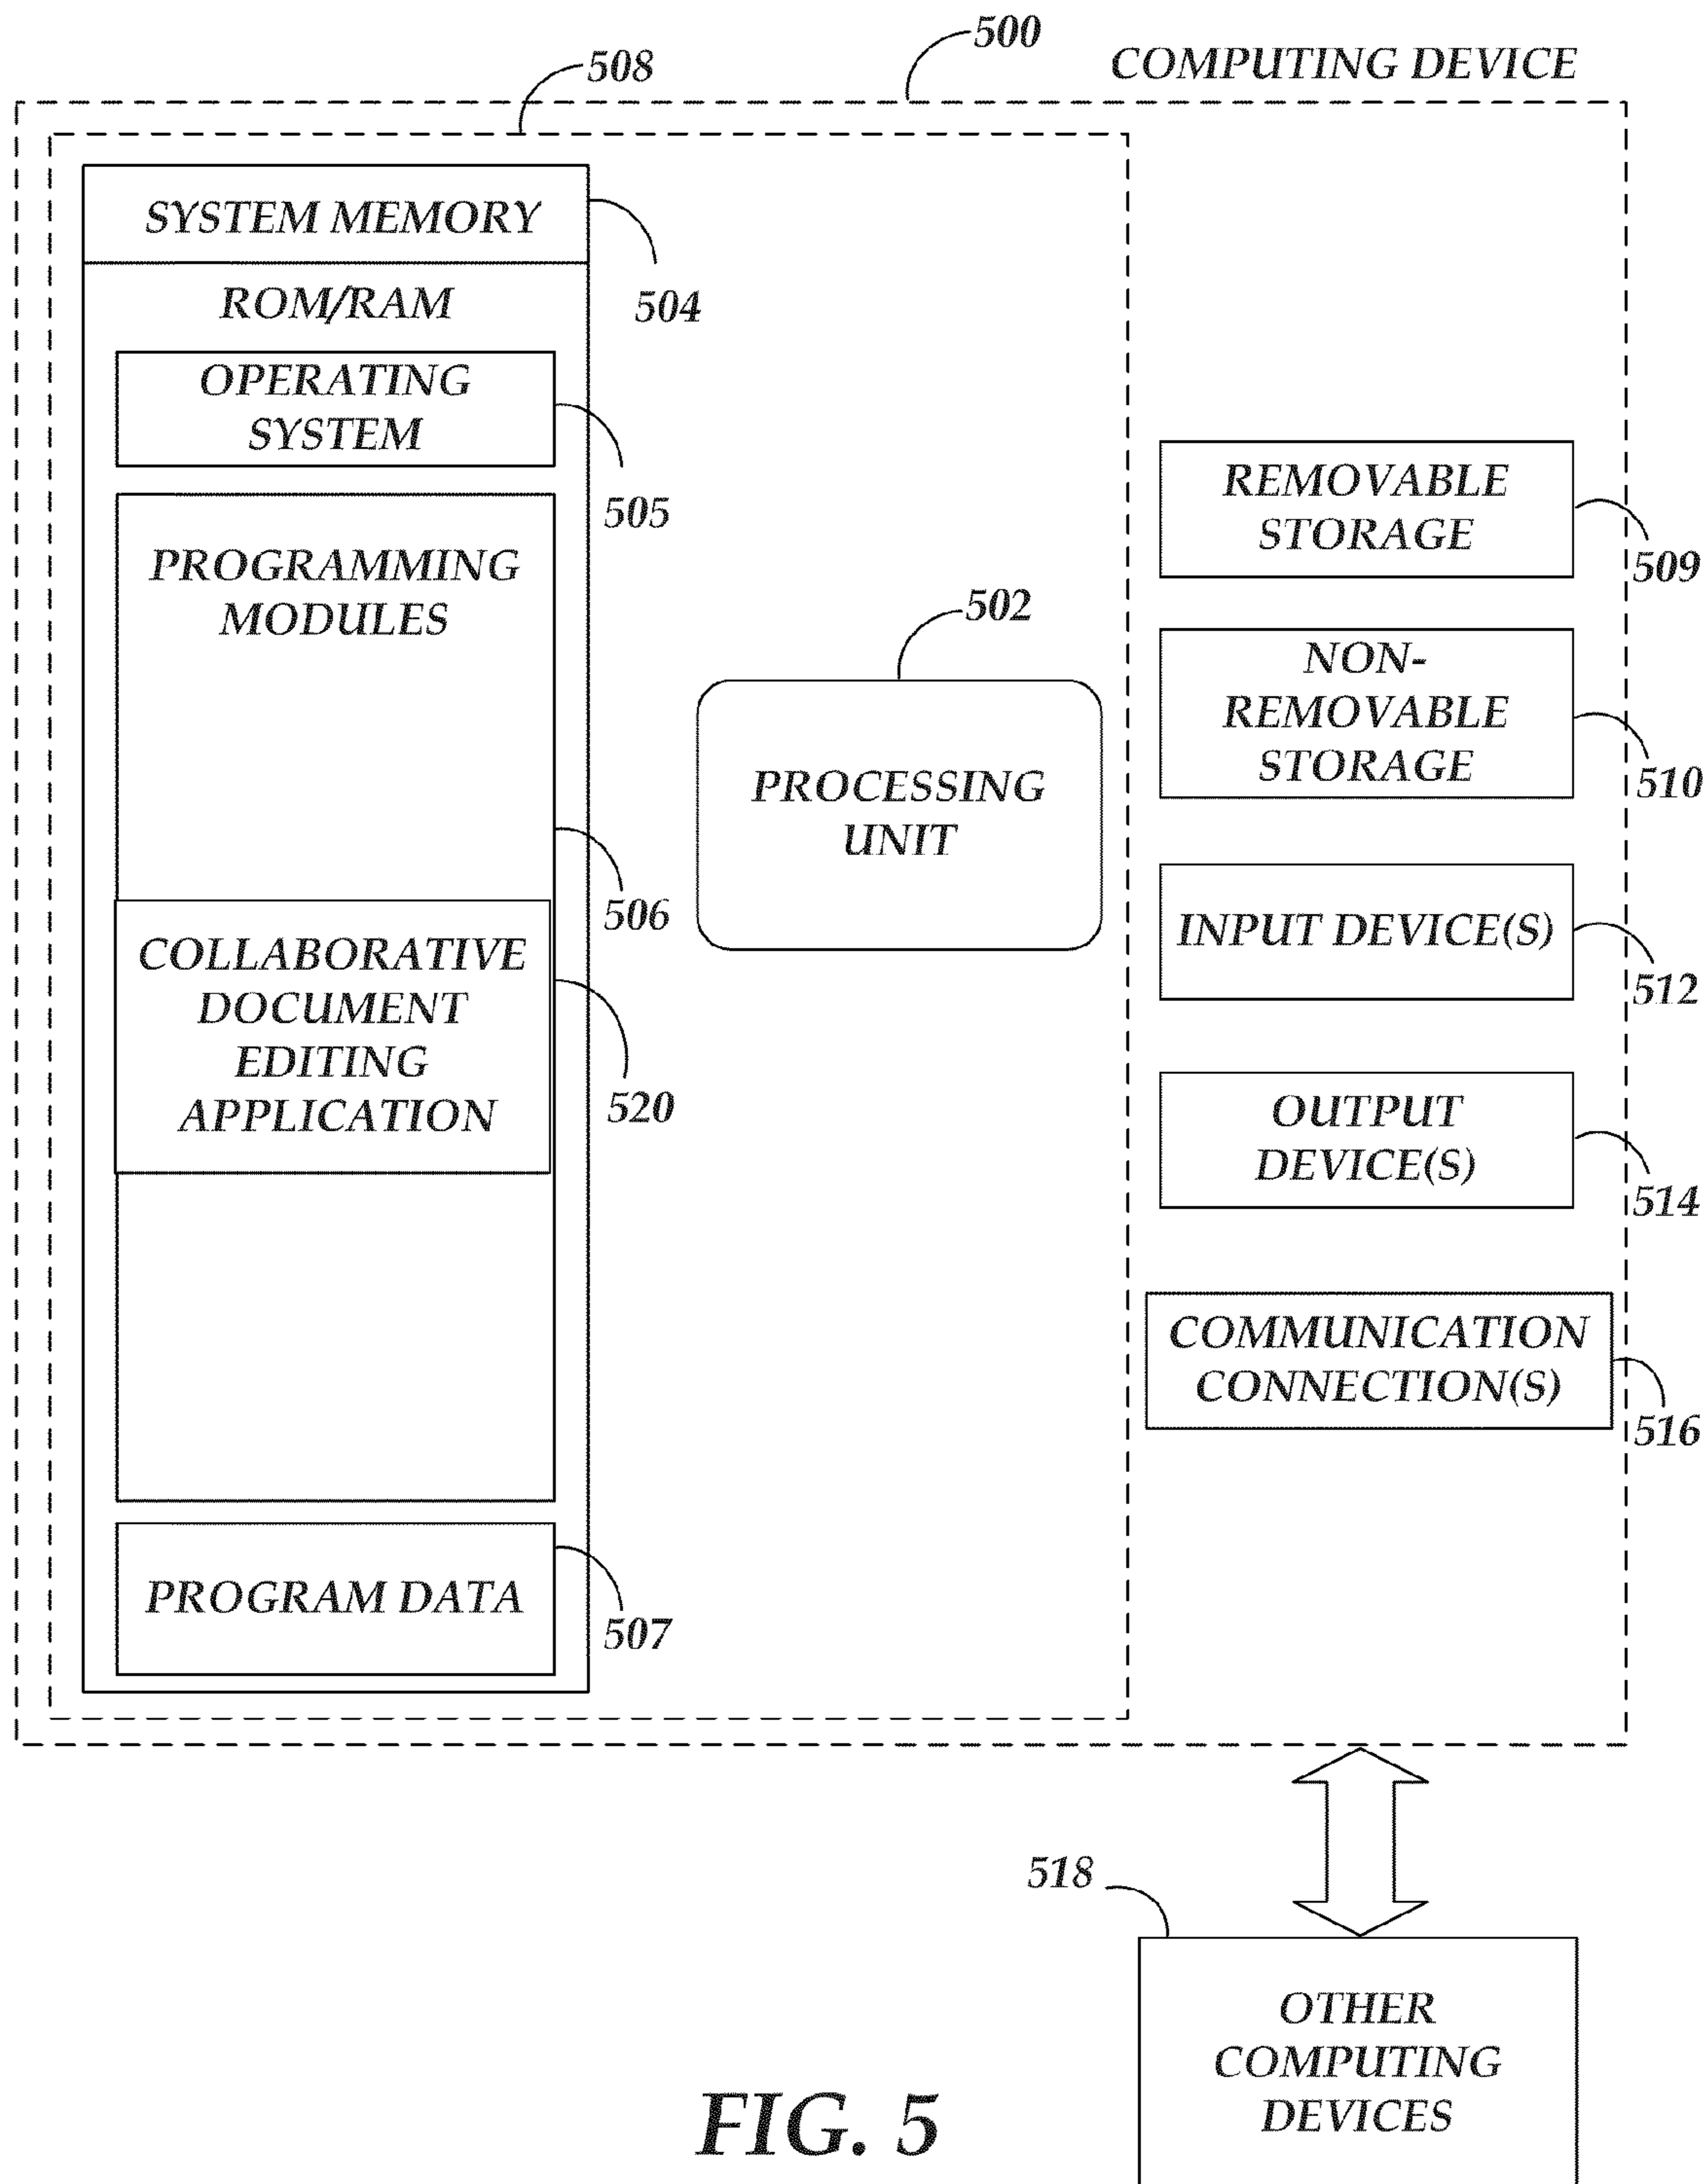 500
COMPUTING DEVICE
508
SYSTEM MEMORY
504
ROM/RAM
OPERATING
SYSTEM
505
PROGRAMMING
MODULES
506
COLLABORATIVE
DOCUMENT
EDITING
APPLICATION
520
PROGRAM DATA
507
502
PROCESSING
UNIT
REMOVABLE
STORAGE
509
NON-
REMOVABLE
STORAGE
510
INPUT DEVICE(S)
512
OUTPUT
DEVICE(S)
514
COMMUNICATION
CONNECTION(S)
516
518
OTHER
COMPUTING
DEVICES
FIG. 5